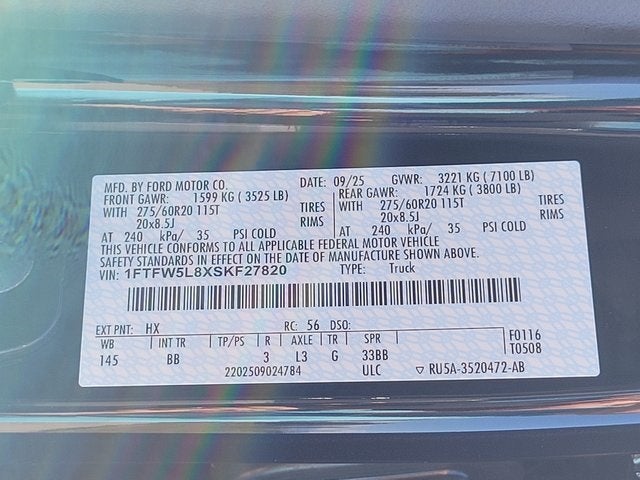 MFD. BY FORD MOTOR CO. DATE: 09/25 GVWR: 3221 KG ( 7100 LB)
FRONT GAWR: 1599 KG ( 3525 LB) REAR GAWR: 1724 KG ( 3800 LB)
WITH 275/60R20 115T TIRES WITH 275/60R20 115T TIRES
20x8.5J RIMS 20x8.5J RIMS
AT 240 kPa/ 35 PSI COLD AT 240 kPa/ 35 PSI COLD
THIS VEHICLE CONFORMS TO ALL APPLICABLE FEDERAL MOTOR VEHICLE
SAFETY STANDARDS IN EFFECT ON THE DATE OF MANUFACTURE SHOWN ABOVE.
VIN: 1FTFW5L8XSKF27820 TYPE: Truck
EXT PNT: HX RC: 56 DSO: F0116
WB INT TR TP/PS R AXLE TR SPR T0508
145 BB 3 L3 G 33BB
2202509024784 ULC ▽ RU5A-3520472-AB